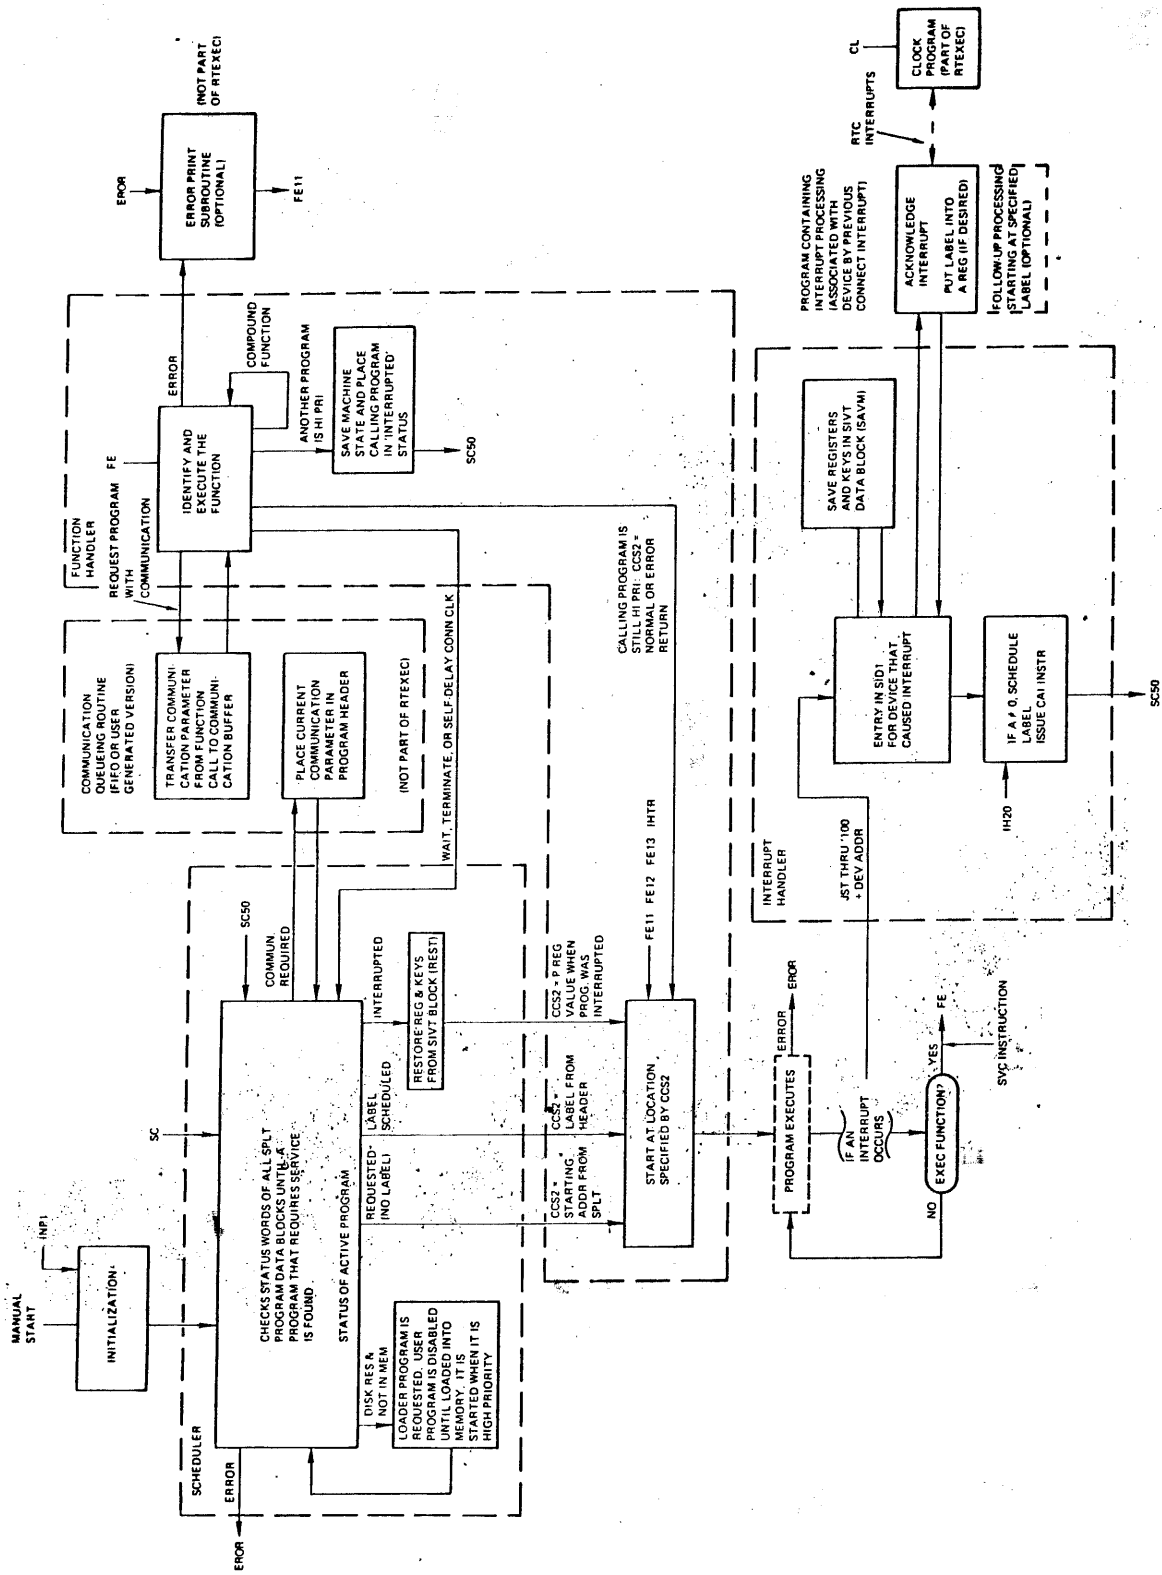 MANUAL
START
INP1
INITIALIZATION
SC
SCHEDULER
ERROR
EROR
CHECKS STATUS WORDS OF ALL SPLT
PROGRAM DATA BLOCKS UNTIL A
PROGRAM THAT REQUIRES SERVICE
IS FOUND
STATUS OF ACTIVE PROGRAM
SC50
COMMUN.
REQUIRED
DISK RES &
NOT IN MEM
LOADER PROGRAM IS
REQUESTED. USER
PROGRAM IS DISABLED
UNTIL LOADED INTO
MEMORY. IT IS
STARTED WHEN IT IS
HIGH PRIORITY
REQUESTED
(NO LABEL)
LABEL
SCHEDULED
INTERRUPTED
RESTORE REG & KEYS
FROM SIVT BLOCK (REST)
CCS2 =
STARTING
ADDR FROM
SPLT
CCS2 =
LABEL FROM
HEADER
CCS2 = P REG
VALUE WHEN
PROG. WAS
INTERRUPTED
COMMUNICATION
QUEUEING ROUTINE
(FIFO OR USER
GENERATED VERSION)
TRANSFER COMMUNI-
CATION PARAMETER
FROM FUNCTION
CALL TO COMMUNI-
CATION BUFFER
PLACE CURRENT
COMMUNICATION
PARAMETER IN
PROGRAM HEADER
(NOT PART OF RTEXEC)
WAIT, TERMINATE, OR SELF-DELAY CONN CLK
FUNCTION
HANDLER
REQUEST PROGRAM
WITH
COMMUNICATION
FE
IDENTIFY AND
EXECUTE THE
FUNCTION
ERROR
COMPOUND
FUNCTION
ANOTHER PROGRAM
IS HI PRI
SAVE MACHINE
STATE AND PLACE
CALLING PROGRAM
IN 'INTERRUPTED'
STATUS
SC50
EROR
ERROR PRINT
SUBROUTINE
(OPTIONAL)
(NOT PART
OF RTEXEC)
FE11
CALLING PROGRAM IS
STILL HI PRI: CCS2 =
NORMAL OR ERROR
RETURN
FE11 FE12 FE13 IHTR
START AT LOCATION
SPECIFIED BY CCS2
PROGRAM EXECUTES
ERROR
EROR
IF AN
INTERRUPT
OCCURS
EXEC FUNCTION?
NO
YES
FE
SVC INSTRUCTION
INTERRUPT
HANDLER
JST THRU '100
+ DEV ADDR
SAVE REGISTERS
AND KEYS IN SIVT
DATA BLOCK (SAVM)
ENTRY IN SID1
FOR DEVICE THAT
CAUSED INTERRUPT
IH20
IF A ≠ 0, SCHEDULE
LABEL
ISSUE CAI INSTR
SC50
PROGRAM CONTAINING
INTERRUPT PROCESSING
(ASSOCIATED WITH
DEVICE BY PREVIOUS
CONNECT INTERRUPT)
ACKNOWLEDGE
INTERRUPT
PUT LABEL INTO
A REG (IF DESIRED)
FOLLOW-UP PROCESSING
STARTING AT SPECIFIED
LABEL (OPTIONAL)
RTC
INTERRUPTS
CL
CLOCK
PROGRAM
(PART OF
RTEXEC)